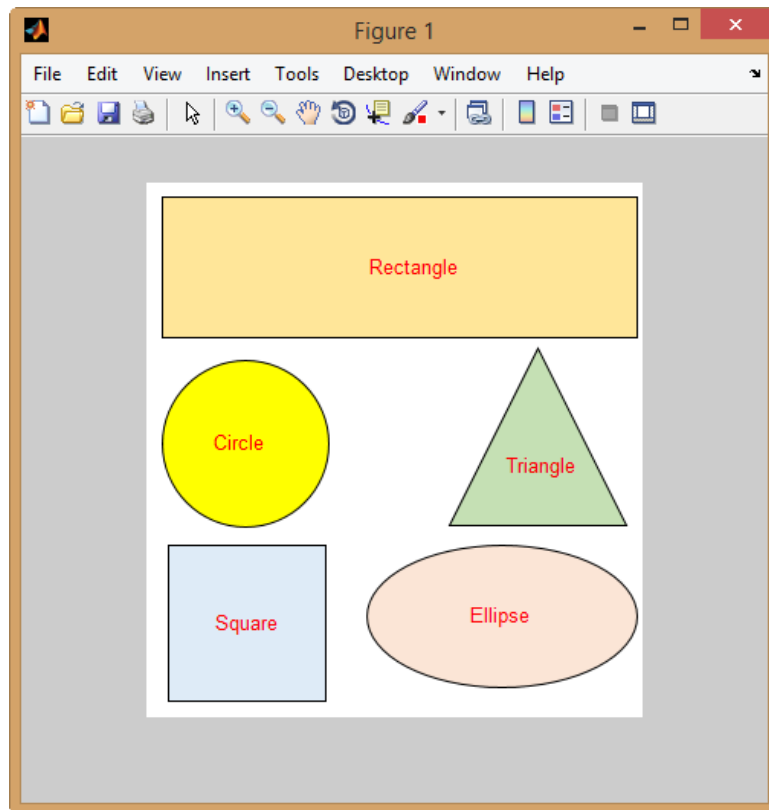 Figure 1
File Edit View Insert Tools Desktop Window Help
Rectangle
Circle
Triangle
Square
Ellipse